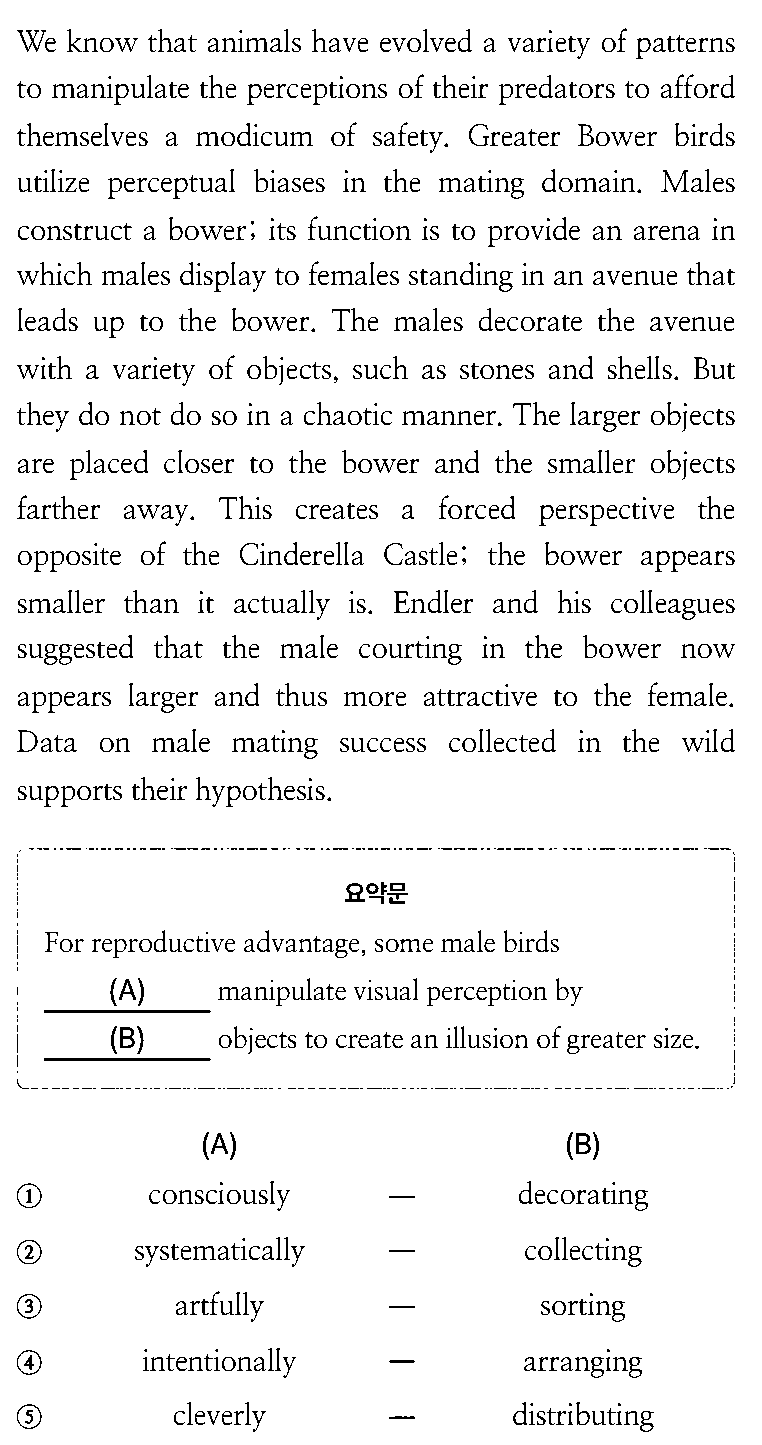 We know that animals have evolved a variety of patterns
to manipulate the perceptions of their predators to afford
themselves a modicum of safety. Greater Bower birds
utilize perceptual biases in the mating domain. Males
construct a bower; its function is to provide an arena in
which males display to females standing in an avenue that
leads up to the bower. The males decorate the avenue
with a variety of objects, such as stones and shells. But
they do not do so in a chaotic manner. The larger objects
are placed closer to the bower and the smaller objects
farther away. This creates a forced perspective the
opposite of the Cinderella Castle; the bower appears
smaller than it actually is. Endler and his colleagues
suggested that the male courting in the bower now
appears larger and thus more attractive to the female.
Data on male mating success collected in the wild
supports their hypothesis.
요약문
For reproductive advantage, some male birds
(A) manipulate visual perception by
(B) objects to create an illusion of greater size.
(A) (B)
① consciously — decorating
② systematically — collecting
③ artfully — sorting
④ intentionally — arranging
⑤ cleverly — distributing